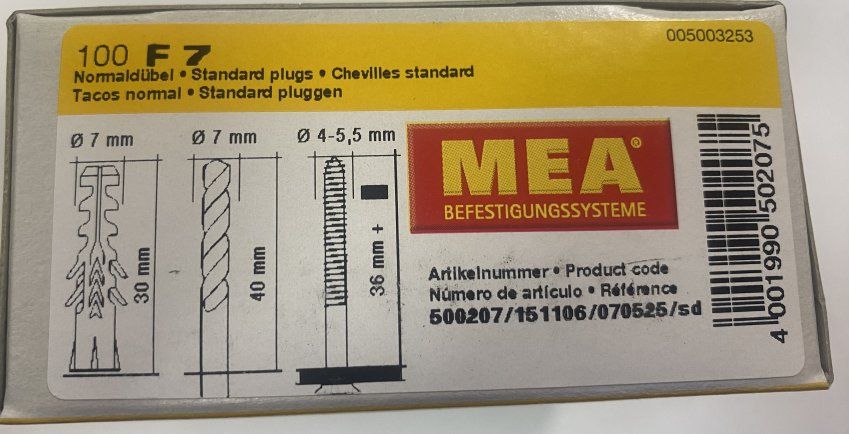 005003253
100 F 7
Normaldübel • Standard plugs • Chevilles standard
Tacos normal • Standard pluggen
Ø 7 mm Ø 7 mm Ø 4-5,5 mm
30 mm
40 mm
36 mm +
MEA®
BEFESTIGUNGSSYSTEME
Artikelnummer • Product code
Número de artículo • Référence
500207/151106/070525/sd
4 001990 502075